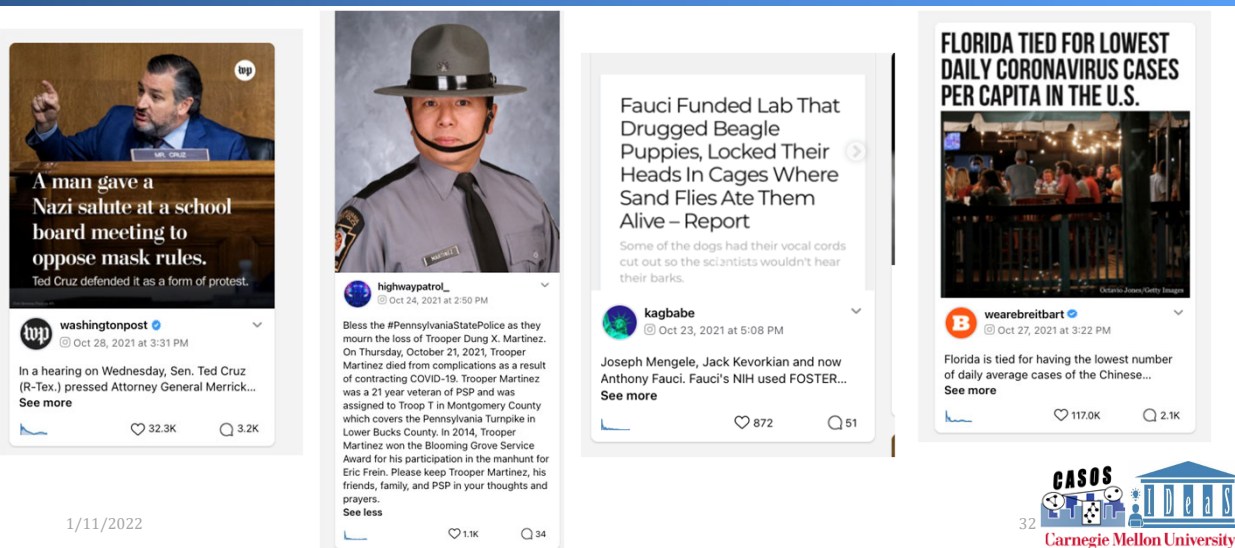 wp
MR. CRUZ
A man gave a
Nazi salute at a school
board meeting to
oppose mask rules.
Ted Cruz defended it as a form of protest.
wp
washingtonpost
Oct 28, 2021 at 3:31 PM
In a hearing on Wednesday, Sen. Ted Cruz
(R-Tex.) pressed Attorney General Merrick...
See more
32.3K
3.2K
MARTINEZ
highwaypatrol_
Oct 24, 2021 at 2:50 PM
Bless the #PennsylvaniaStatePolice as they
mourn the loss of Trooper Dung X. Martinez.
On Thursday, October 21, 2021, Trooper
Martinez died from complications as a result
of contracting COVID-19. Trooper Martinez
was a 21 year veteran of PSP and was
assigned to Troop T in Montgomery County
which covers the Pennsylvania Turnpike in
Lower Bucks County. In 2014, Trooper
Martinez won the Blooming Grove Service
Award for his participation in the manhunt for
Eric Frein. Please keep Trooper Martinez, his
friends, family, and PSP in your thoughts and
prayers.
See less
1.1K
34
Fauci Funded Lab That
Drugged Beagle
Puppies, Locked Their
Heads In Cages Where
Sand Flies Ate Them
Alive – Report
Some of the dogs had their vocal cords
cut out so the scientists wouldn't hear
their barks.
kagbabe
Oct 23, 2021 at 5:08 PM
Joseph Mengele, Jack Kevorkian and now
Anthony Fauci. Fauci's NIH used FOSTER...
See more
872
51
FLORIDA TIED FOR LOWEST
DAILY CORONAVIRUS CASES
PER CAPITA IN THE U.S.
Octavio Jones/Getty Images
B
wearebreitbart
Oct 27, 2021 at 3:22 PM
Florida is tied for having the lowest number
of daily average cases of the Chinese...
See more
117.0K
2.1K
1/11/2022
32
CASOS
IDeaS
Carnegie Mellon University